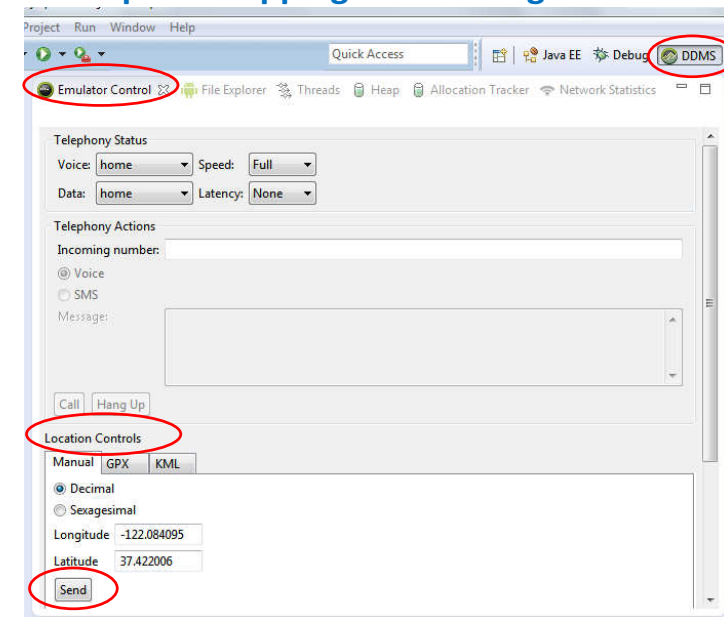 Project Run Window Help
Quick Access Java EE Debug DDMS
Emulator Control File Explorer Threads Heap Allocation Tracker Network Statistics
Telephony Status
Voice: home Speed: Full
Data: home Latency: None
Telephony Actions
Incoming number:
Voice
SMS
Message:
Call Hang Up
Location Controls
Manual GPX KML
Decimal
Sexagesimal
Longitude -122.084095
Latitude 37.422006
Send